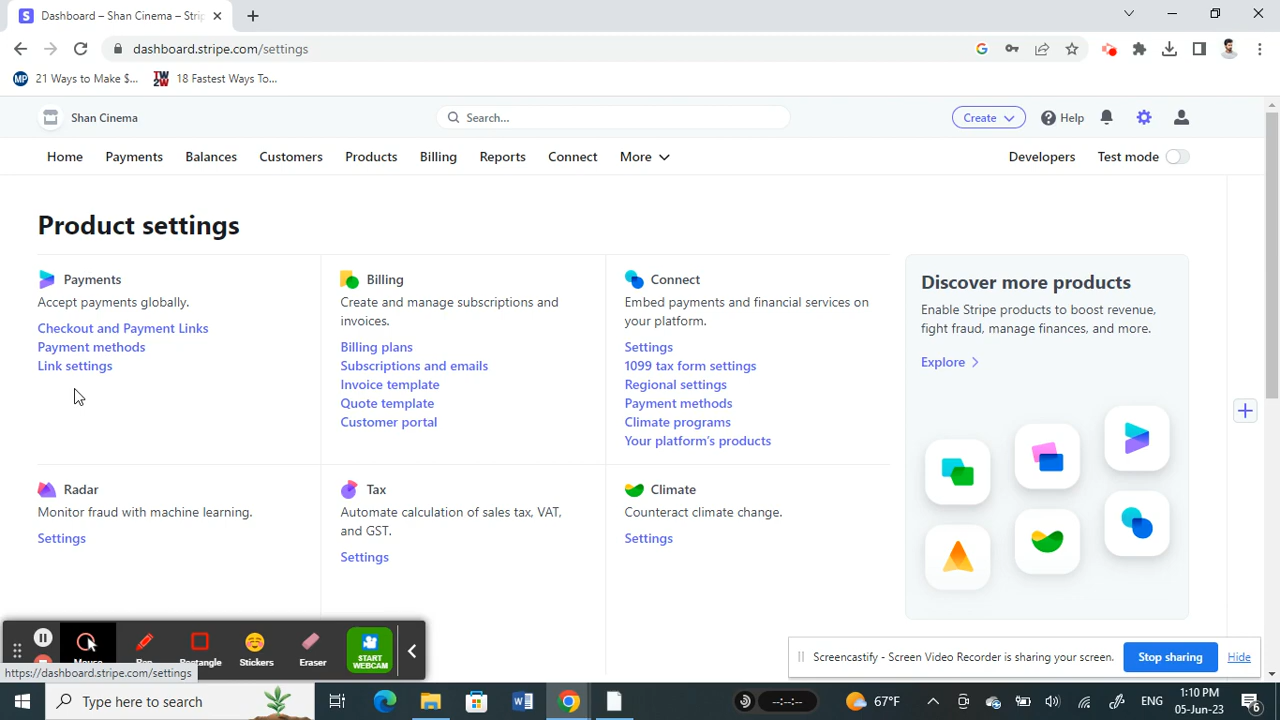 Dashboard – Shan Cinema – Stri
dashboard.stripe.com/settings
21 Ways to Make $... 18 Fastest Ways To...
Shan Cinema Search... Create Help
Home Payments Balances Customers Products Billing Reports Connect More Developers Test mode
Product settings
Payments
Accept payments globally.
Checkout and Payment Links
Payment methods
Link settings
Billing
Create and manage subscriptions and
invoices.
Billing plans
Subscriptions and emails
Invoice template
Quote template
Customer portal
Connect
Embed payments and financial services on
your platform.
Settings
1099 tax form settings
Regional settings
Payment methods
Climate programs
Your platform's products
Discover more products
Enable Stripe products to boost revenue,
fight fraud, manage finances, and more.
Explore
Radar
Monitor fraud with machine learning.
Settings
Tax
Automate calculation of sales tax, VAT,
and GST.
Settings
Climate
Counteract climate change.
Settings
Mouse Pen Rectangle Stickers Eraser START
WEBCAM
Screencastify - Screen Video Recorder is sharing your screen. Stop sharing Hide
https://dashboard.stripe.com/settings
Type here to search
--:--:--
67°F
ENG
1:10 PM
05-Jun-23
6